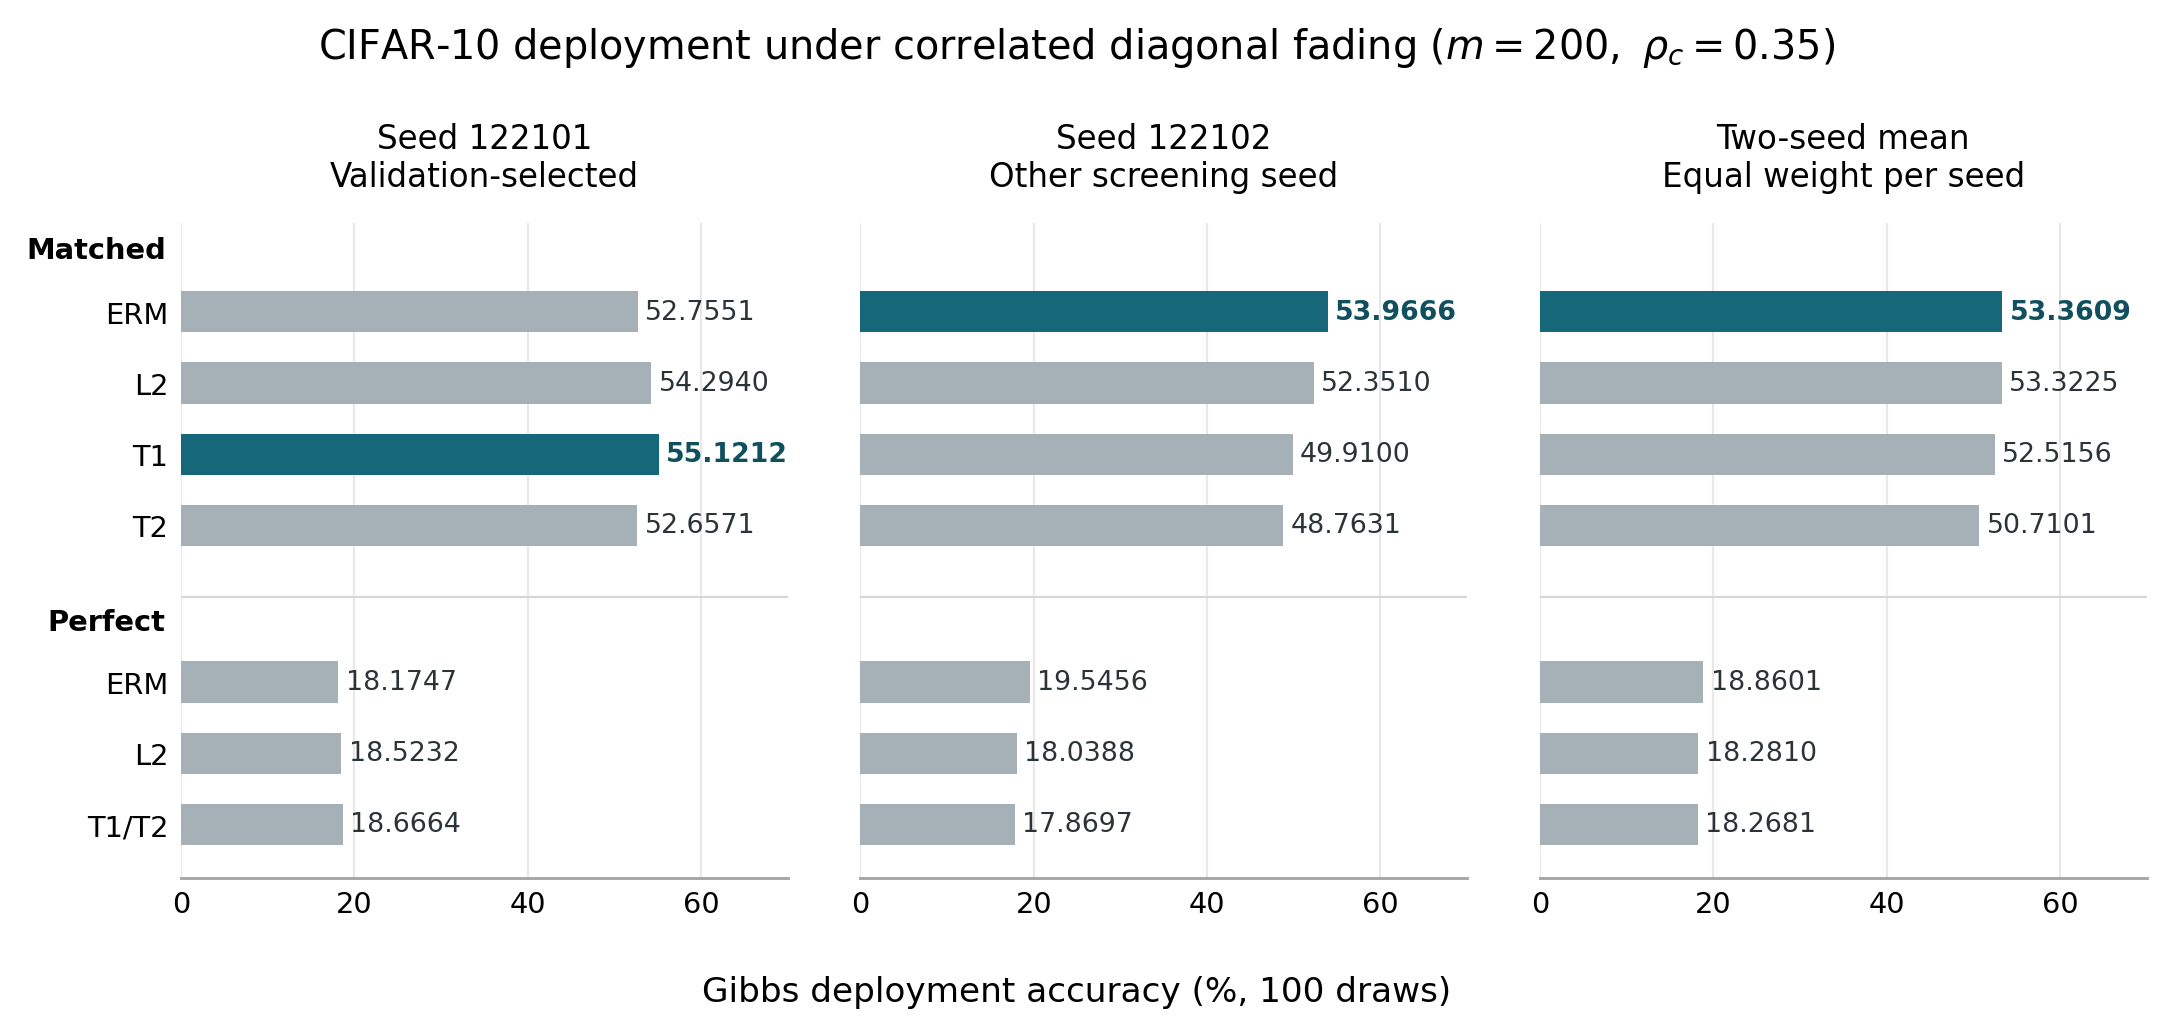 CIFAR-10 deployment under correlated diagonal fading (m = 200, ρc = 0.35)
Seed 122101
Validation-selected
Seed 122102
Other screening seed
Two-seed mean
Equal weight per seed
Matched
ERM 52.7551 53.9666 53.3609
L2 54.2940 52.3510 53.3225
T1 55.1212 49.9100 52.5156
T2 52.6571 48.7631 50.7101
Perfect
ERM 18.1747 19.5456 18.8601
L2 18.5232 18.0388 18.2810
T1/T2 18.6664 17.8697 18.2681
0 20 40 60 0 20 40 60 0 20 40 60
Gibbs deployment accuracy (%, 100 draws)